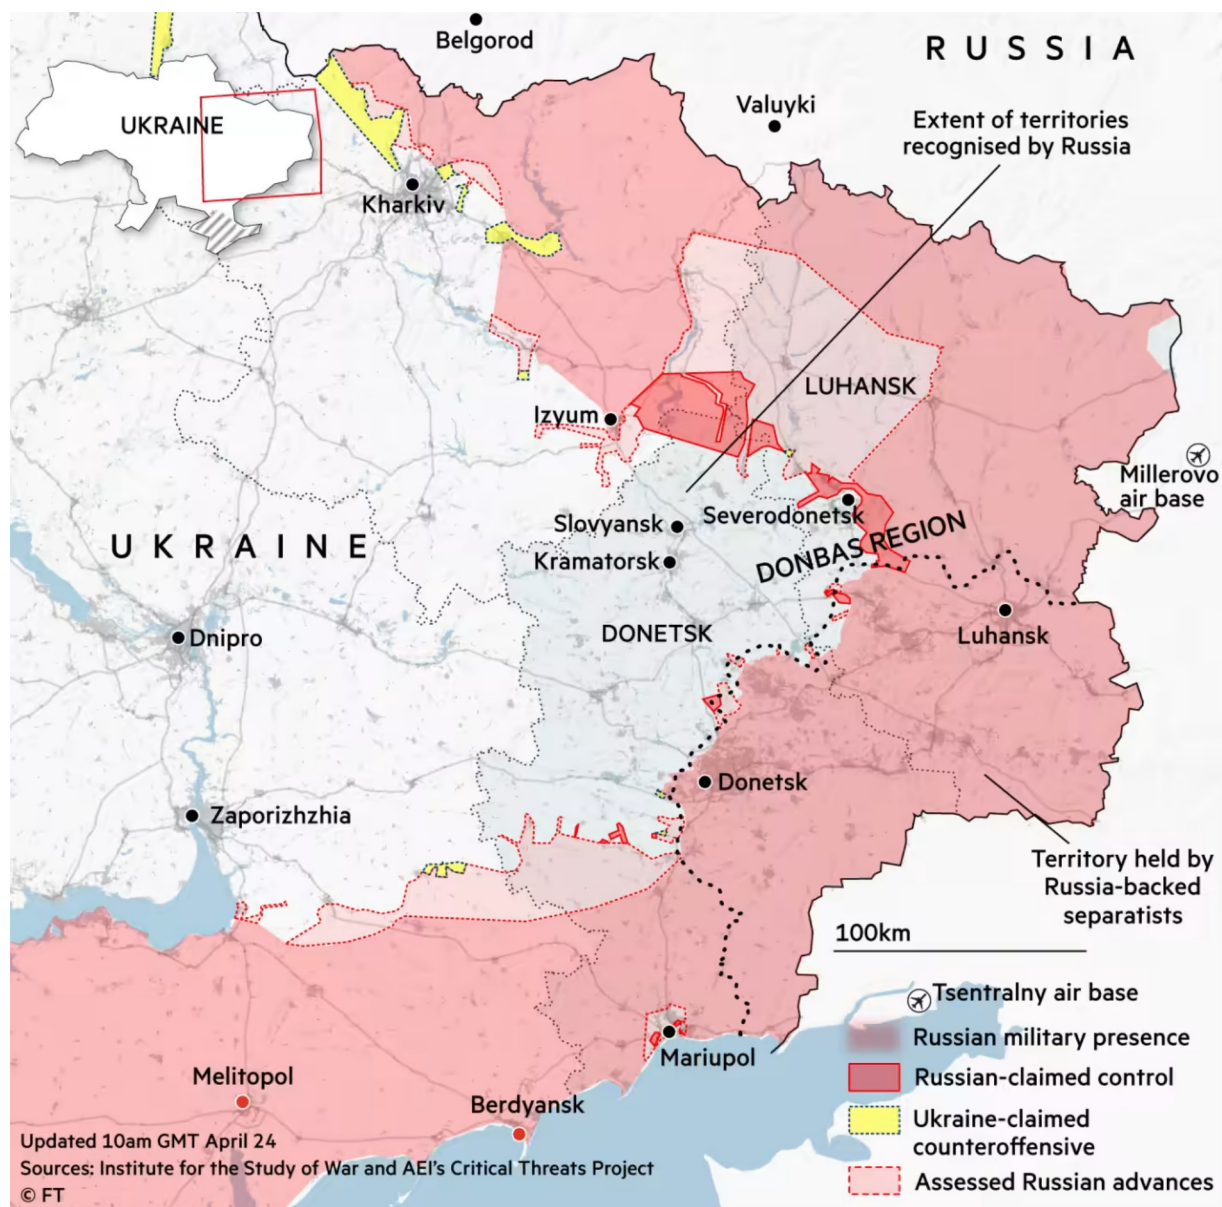 Belgorod
RUSSIA
Valuyki
UKRAINE
Extent of territories
recognised by Russia
Kharkiv
LUHANSK
Izyum
Millerovo
air base
Slovyansk
Severodonetsk
UKRAINE
Kramatorsk
DONBAS REGION
Dnipro
DONETSK
Luhansk
Donetsk
Zaporizhzhia
Territory held by
Russia-backed
separatists
100km
Tsentralny air base
Russian military presence
Mariupol
Melitopol
Russian-claimed control
Berdyansk
Ukraine-claimed
counteroffensive
Assessed Russian advances
Updated 10am GMT April 24
Sources: Institute for the Study of War and AEI's Critical Threats Project
© FT